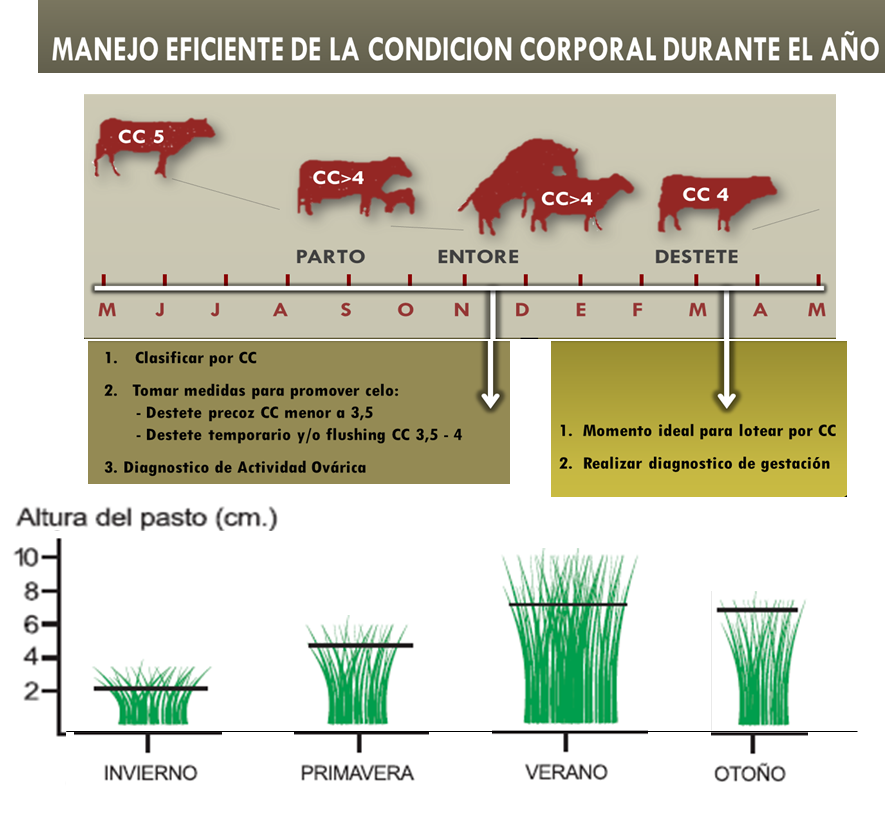 MANEJO EFICIENTE DE LA CONDICION CORPORAL DURANTE EL AÑO
CC 5
CC>4
CC>4
CC 4
PARTO ENTORE DESTETE
M J J A S O N D E F M A M
1. Clasificar por CC
2. Tomar medidas para promover celo:
- Destete precoz CC menor a 3,5
- Destete temporario y/o flushing CC 3,5 - 4
3. Diagnostico de Actividad Ovárica
1. Momento ideal para lotear por CC
2. Realizar diagnostico de gestación
Altura del pasto (cm.)
10
8
6
4
2
INVIERNO PRIMAVERA VERANO OTOÑO